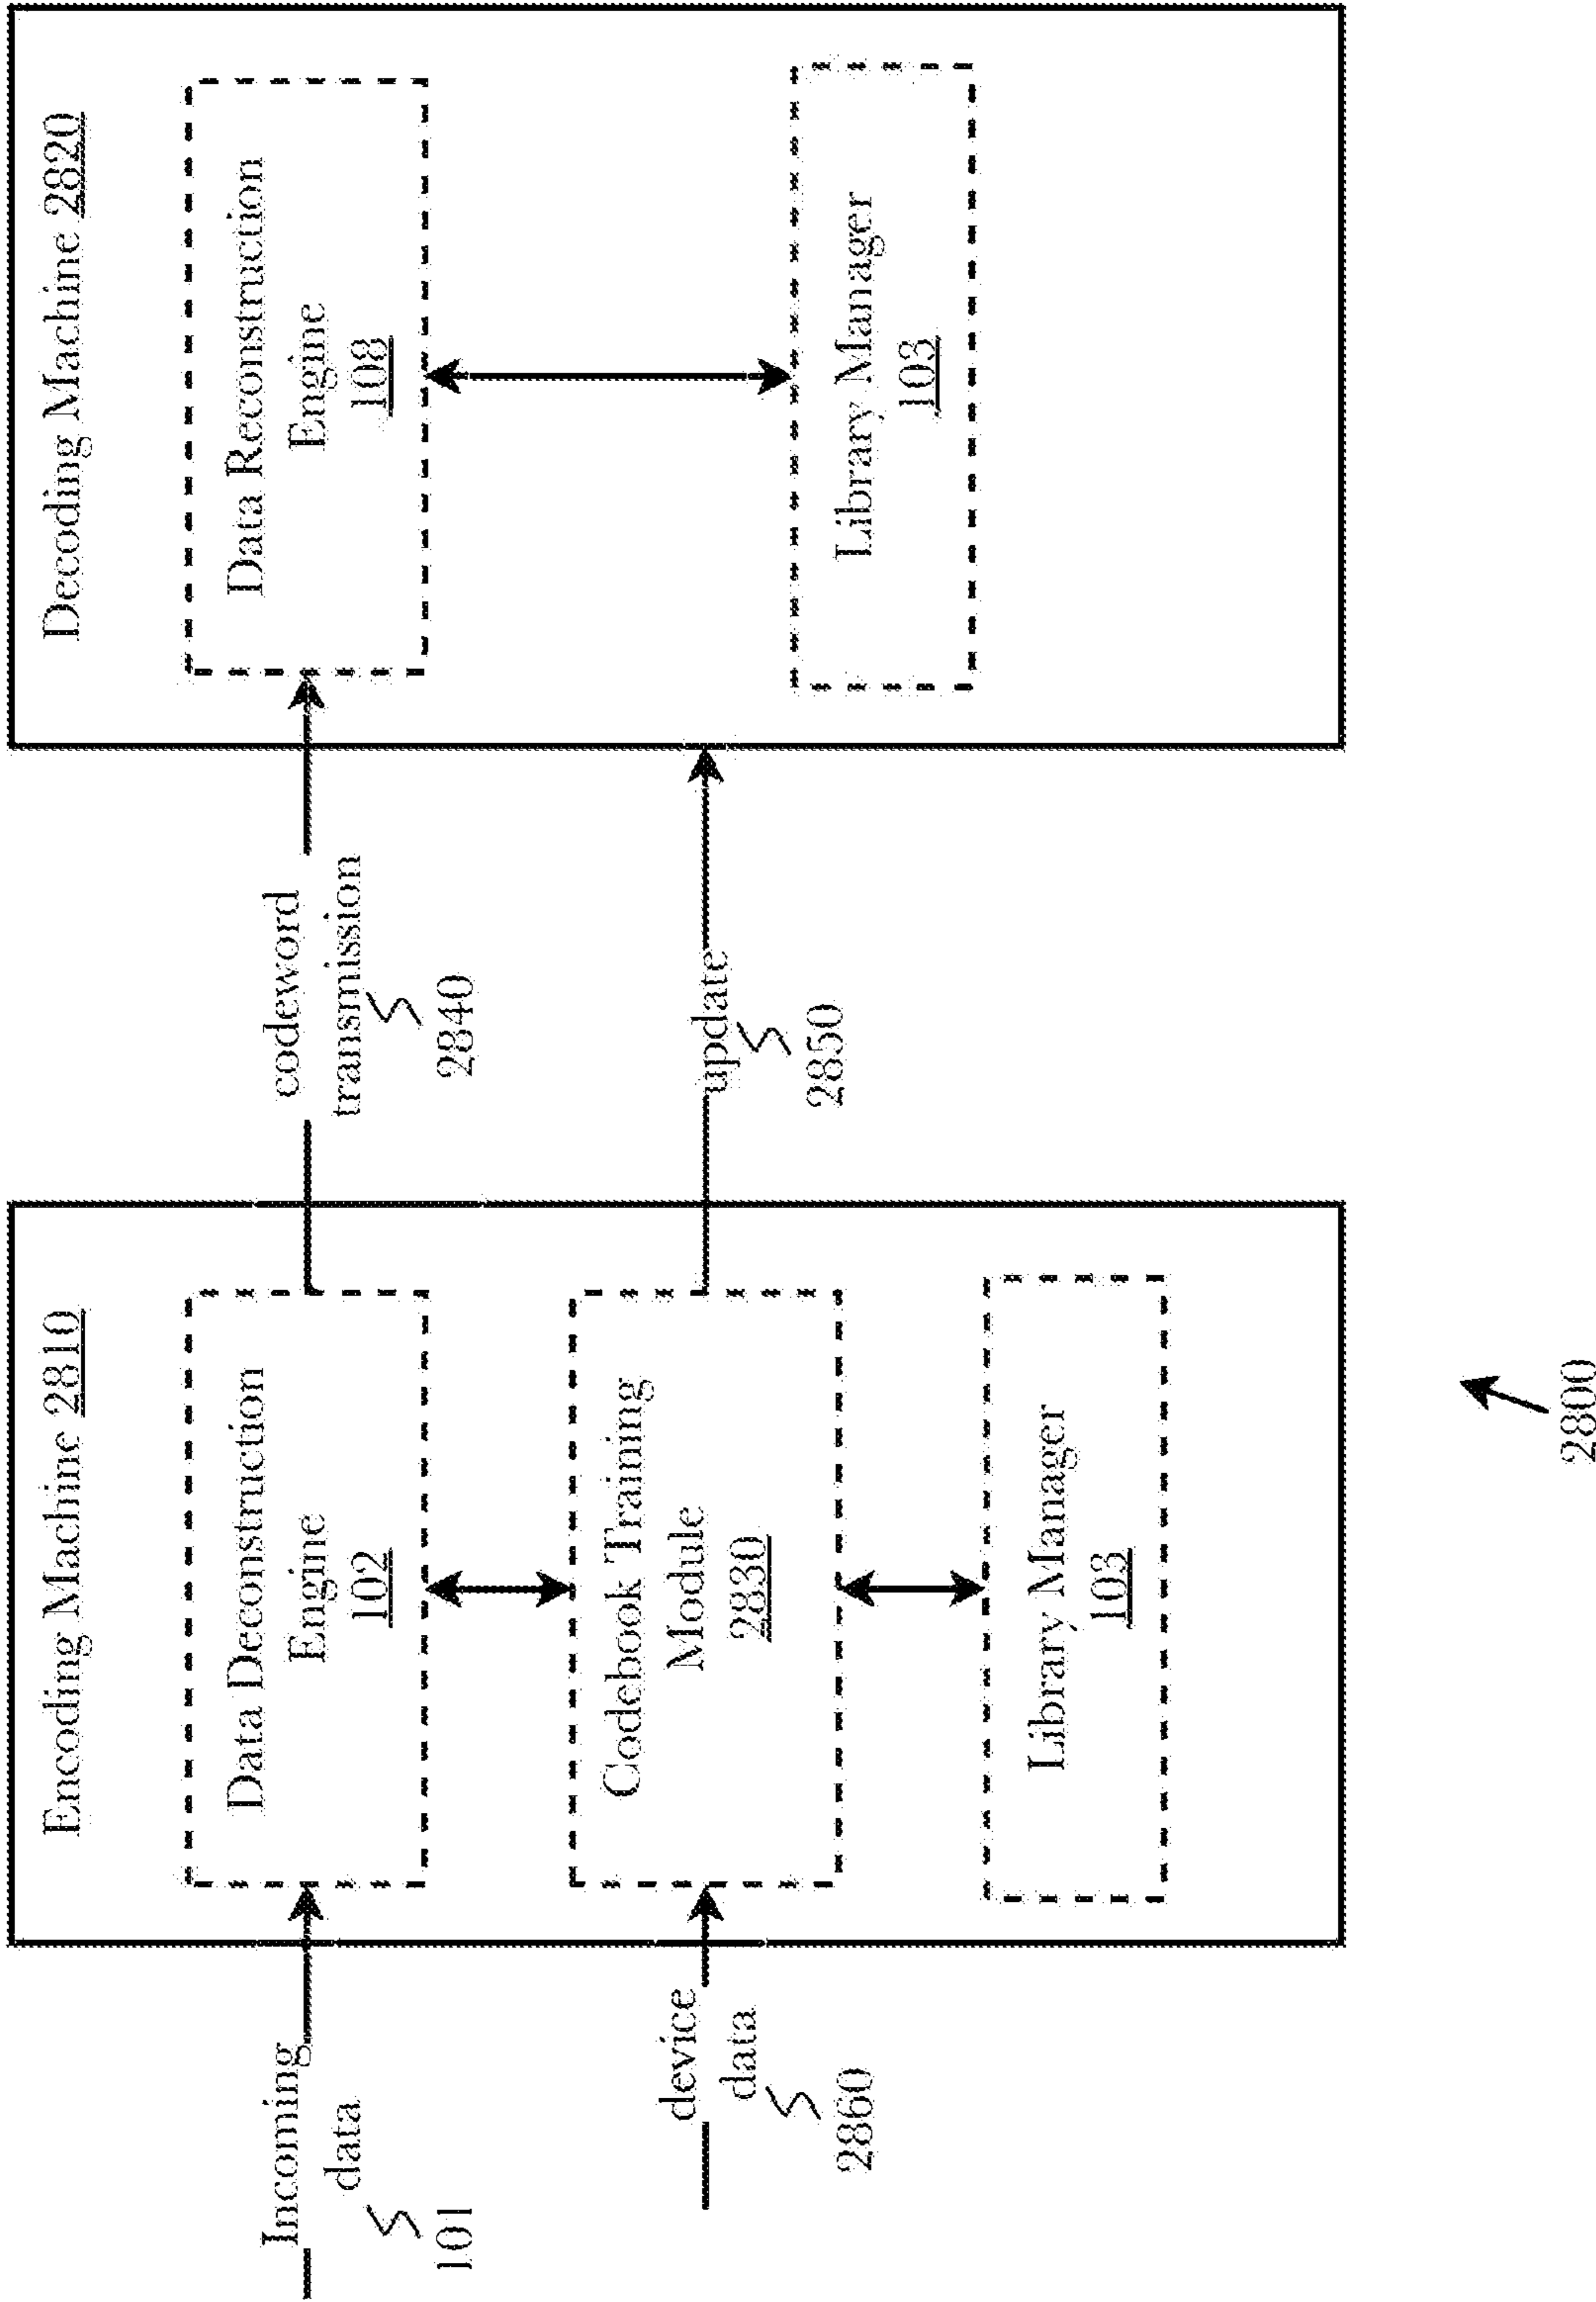 Encoding Machine 2810
Incoming
data
101
Data Deconstruction
Engine
102
device
data
2860
Codebook Training
Module
2830
Library Manager
103
codeword
transmission
2840
update
2850
Decoding Machine 2820
Data Reconstruction
Engine
108
Library Manager
103
2800